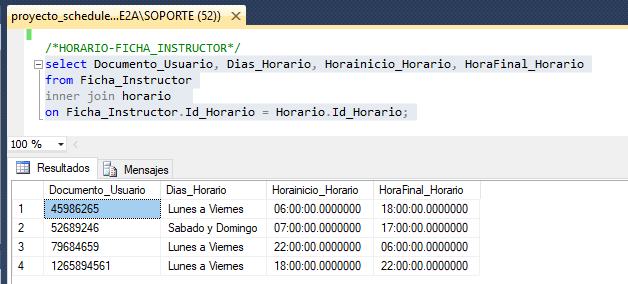 proyecto_schedule...E2A\SOPORTE (52))
/*HORARIO-FICHA_INSTRUCTOR*/
select Documento_Usuario, Dias_Horario, Horainicio_Horario, HoraFinal_Horario
from Ficha_Instructor
inner join horario
on Ficha_Instructor.Id_Horario = Horario.Id_Horario;
100 %
Resultados Mensajes
Documento_Usuario Dias_Horario Horainicio_Horario HoraFinal_Horario
1 45986265 Lunes a Viernes 06:00:00.0000000 18:00:00.0000000
2 52689246 Sabado y Domingo 07:00:00.0000000 17:00:00.0000000
3 79684659 Lunes a Viernes 22:00:00.0000000 06:00:00.0000000
4 1265894561 Lunes a Viernes 18:00:00.0000000 22:00:00.0000000